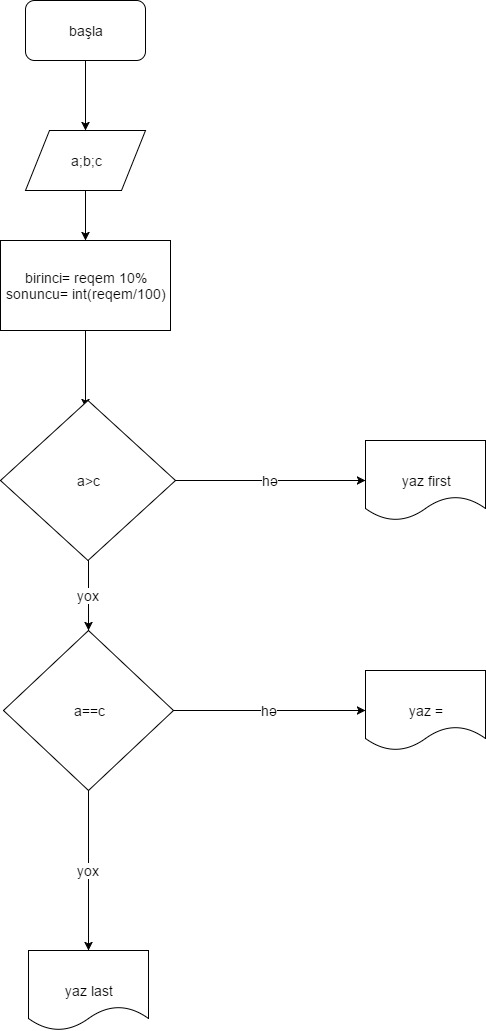 başla
a;b;c
birinci= reqem 10%
sonuncu= int(reqem/100)
a>c
hə
yaz first
yox
a==c
hə
yaz =
yox
yaz last